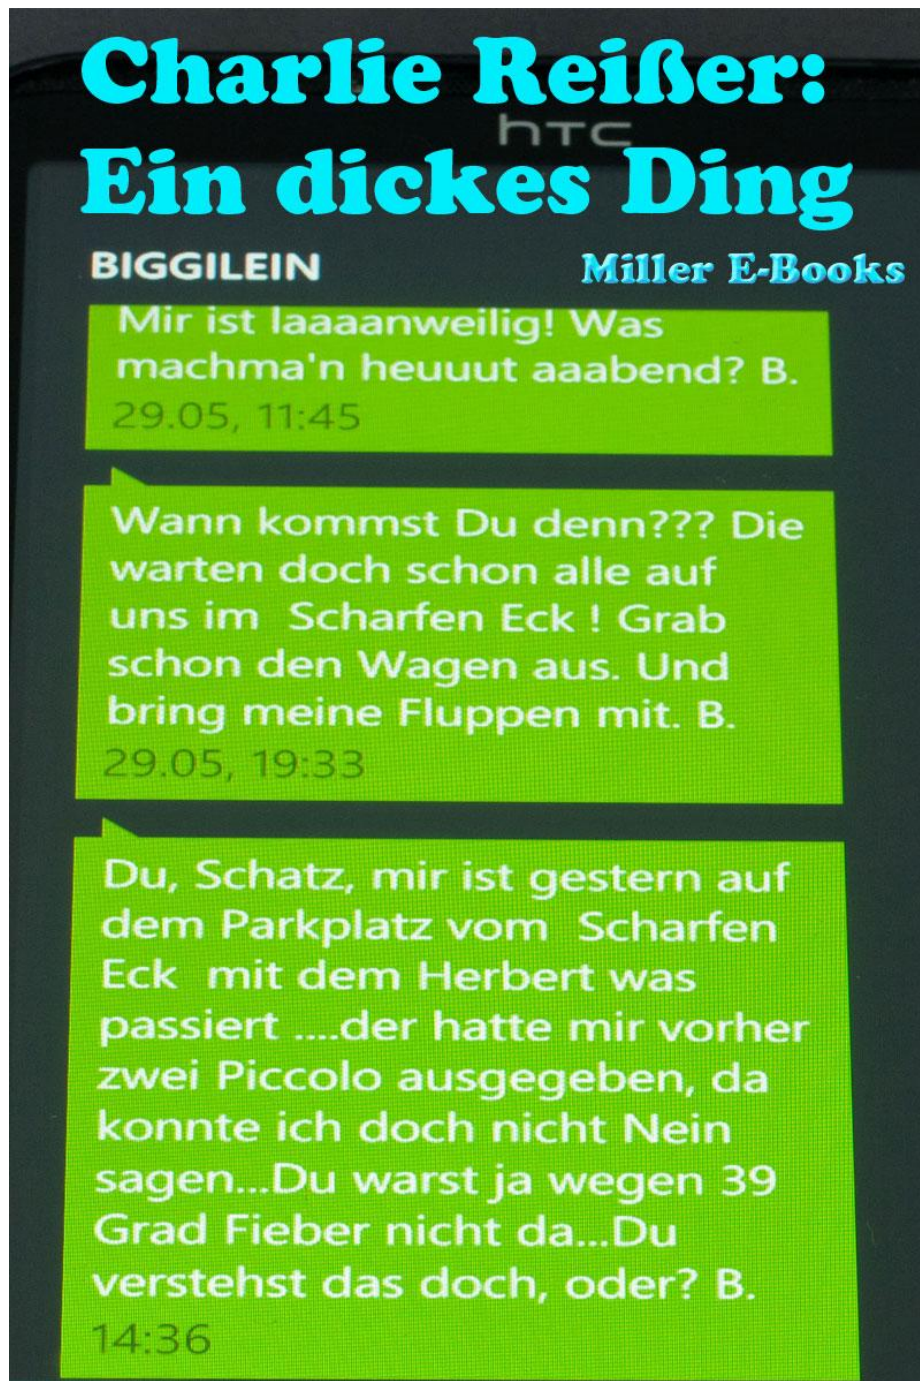 Charlie Reißer:
hTC
Ein dickes Ding
BIGGILEIN
Miller E-Books
Mir ist laaaanweilig! Was
machma'n heuuut aaabend? B.
29.05, 11:45
Wann kommst Du denn??? Die
warten doch schon alle auf
uns im  Scharfen Eck ! Grab
schon den Wagen aus. Und
bring meine Fluppen mit. B.
29.05, 19:33
Du, Schatz, mir ist gestern auf
dem Parkplatz vom  Scharfen
Eck  mit dem Herbert was
passiert ....der hatte mir vorher
zwei Piccolo ausgegeben, da
konnte ich doch nicht Nein
sagen...Du warst ja wegen 39
Grad Fieber nicht da...Du
verstehst das doch, oder? B.
14:36